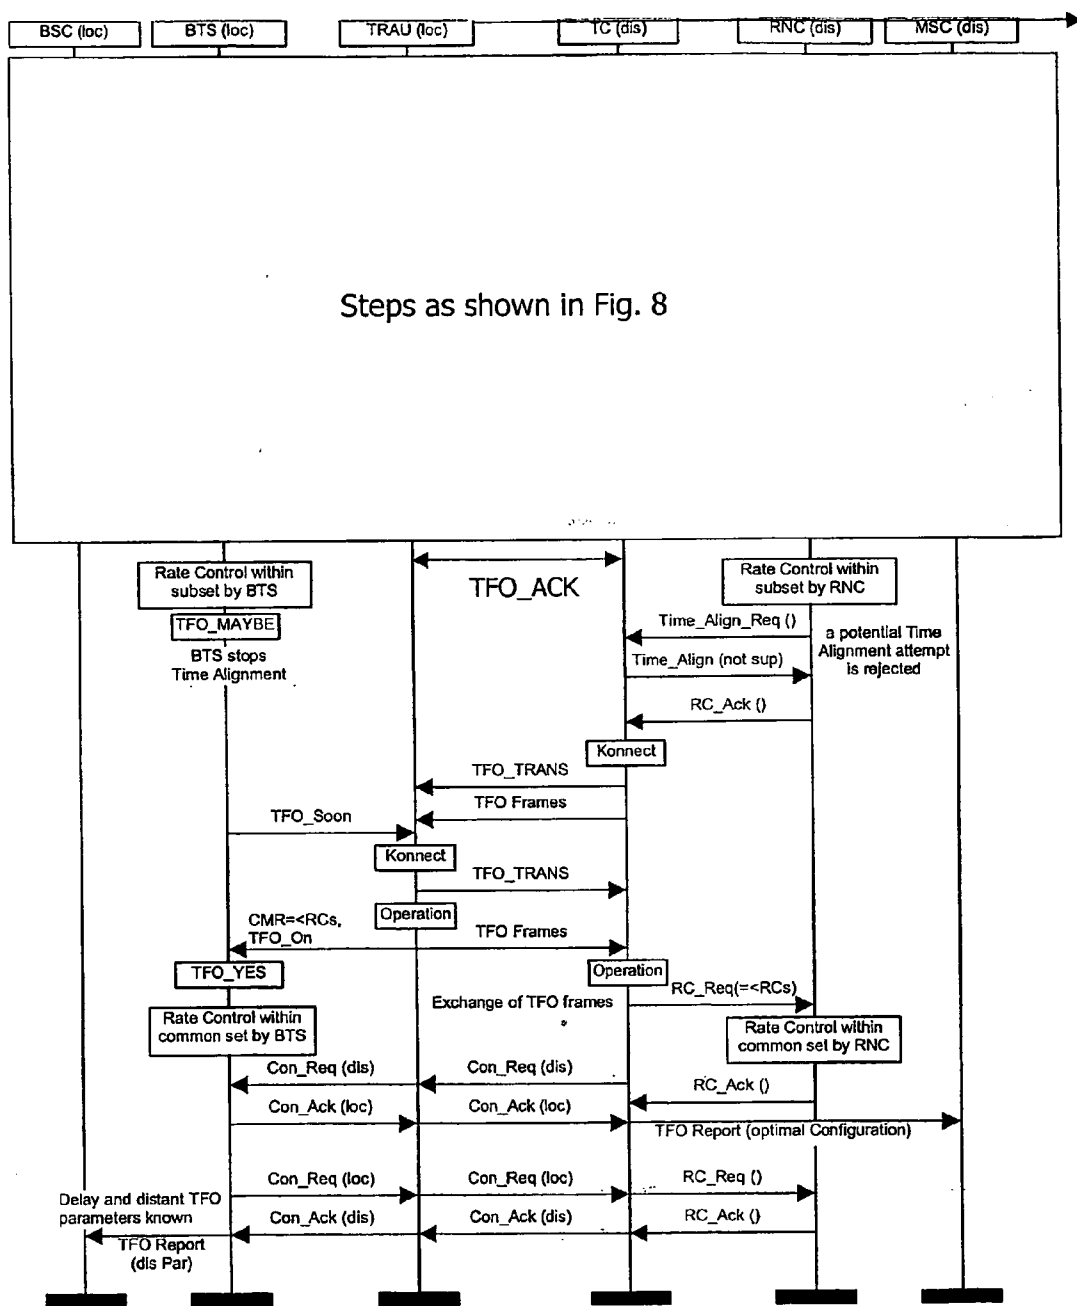 BSC (loc)
BTS (loc)
TRAU (loc)
TC (dis)
RNC (dis)
MSC (dis)
Steps as shown in Fig. 8
Rate Control within
subset by BTS
TFO_ACK
Rate Control within
subset by RNC
TFO_MAYBE
BTS stops
Time Alignment
Time_Align_Req ()
a potential Time
Alignment attempt
is rejected
Time_Align (not sup)
RC_Ack ()
Konnect
TFO_TRANS
TFO Frames
TFO_Soon
Konnect
TFO_TRANS
Operation
CMR=<RCs,
TFO_On
TFO Frames
TFO_YES
Operation
Exchange of TFO frames
RC_Req(=<RCs)
Rate Control within
common set by BTS
Rate Control within
common set by RNC
Con_Req (dis)
Con_Req (dis)
RC_Ack ()
Con_Ack (loc)
Con_Ack (loc)
TFO Report (optimal Configuration)
Con_Req (loc)
Con_Req (loc)
RC_Req ()
Delay and distant TFO
parameters known
Con_Ack (dis)
Con_Ack (dis)
RC_Ack ()
TFO Report
(dis Par)